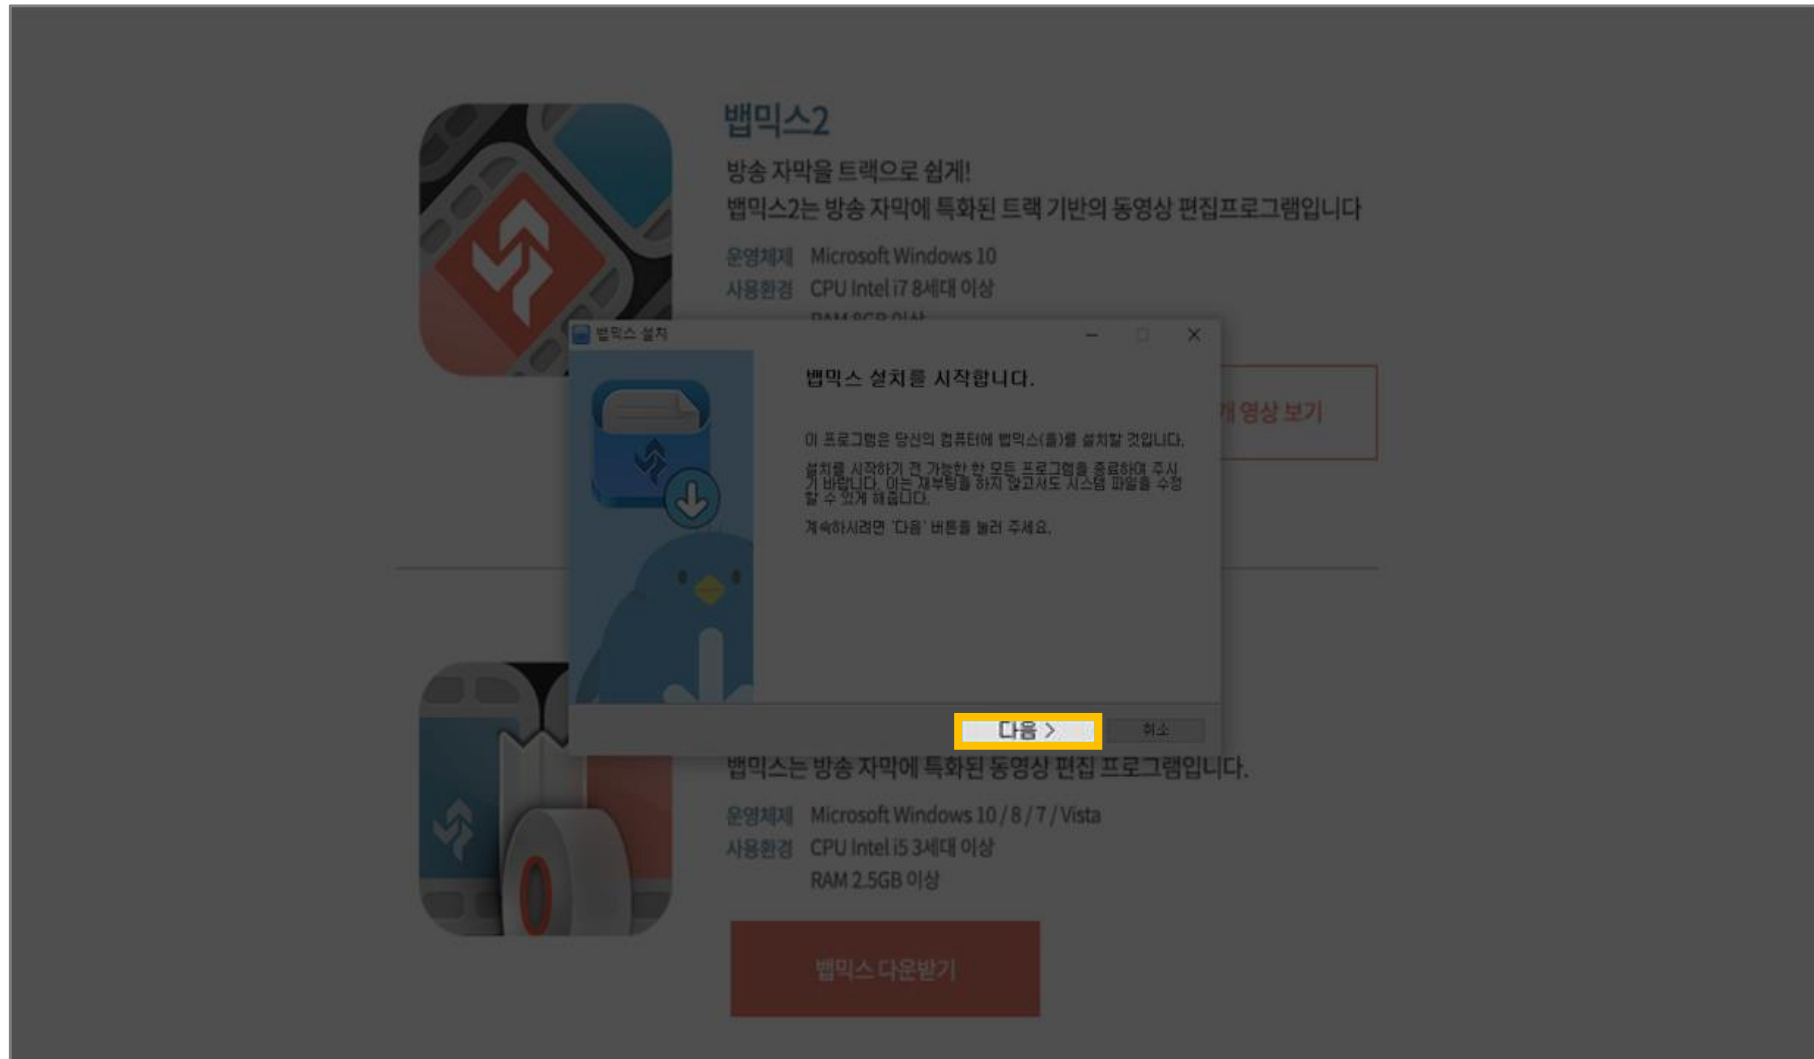 뱁믹스2
방송 자막을 트랙으로 쉽게!
뱁믹스2는 방송 자막에 특화된 트랙 기반의 동영상 편집프로그램입니다
운영체제 Microsoft Windows 10
사용환경 CPU Intel i7 8세대 이상
RAM 8GB 이상
뱁믹스 설치
뱁믹스 설치를 시작합니다.
개 영상 보기
이 프로그램은 당신의 컴퓨터에 뱁믹스(을)를 설치할 것입니다.
설치를 시작하기 전 가능한 한 모든 프로그램을 종료하여 주시
기 바랍니다. 이는 재부팅을 하지 않고서도 시스템 파일을 수정
할 수 있게 해줍니다.
계속하시려면 '다음' 버튼을 눌러 주세요.
다음 >
취소
뱁믹스는 방송 자막에 특화된 동영상 편집 프로그램입니다.
운영체제 Microsoft Windows 10 / 8 / 7 / Vista
사용환경 CPU Intel i5 3세대 이상
RAM 2.5GB 이상
뱁믹스 다운받기